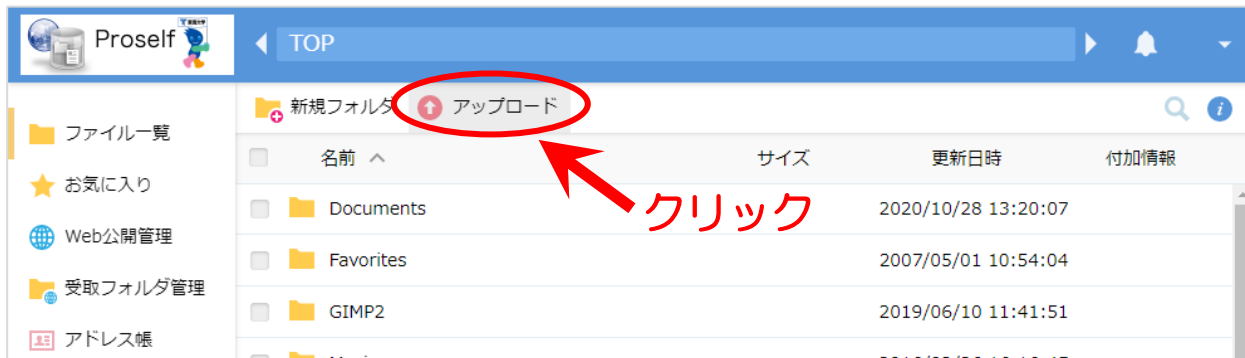 Proself
TOP
新規フォルダ アップロード
ファイル一覧
名前 サイズ 更新日時 付加情報
お気に入り
Documents 2020/10/28 13:20:07
クリック
Web公開管理
Favorites 2007/05/01 10:54:04
受取フォルダ管理
GIMP2 2019/06/10 11:41:51
アドレス帳